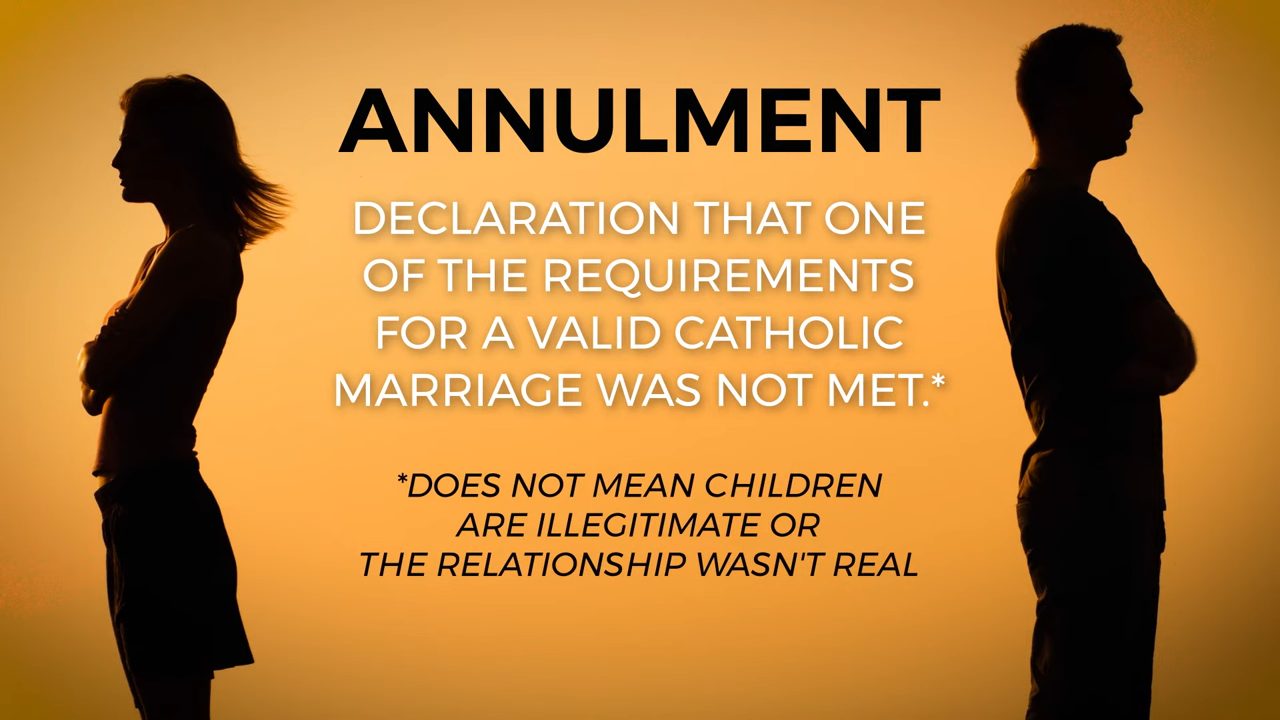 ANNULMENT
DECLARATION THAT ONE
OF THE REQUIREMENTS
FOR A VALID CATHOLIC
MARRIAGE WAS NOT MET.*
*DOES NOT MEAN CHILDREN
ARE ILLEGITIMATE OR
THE RELATIONSHIP WASN'T REAL